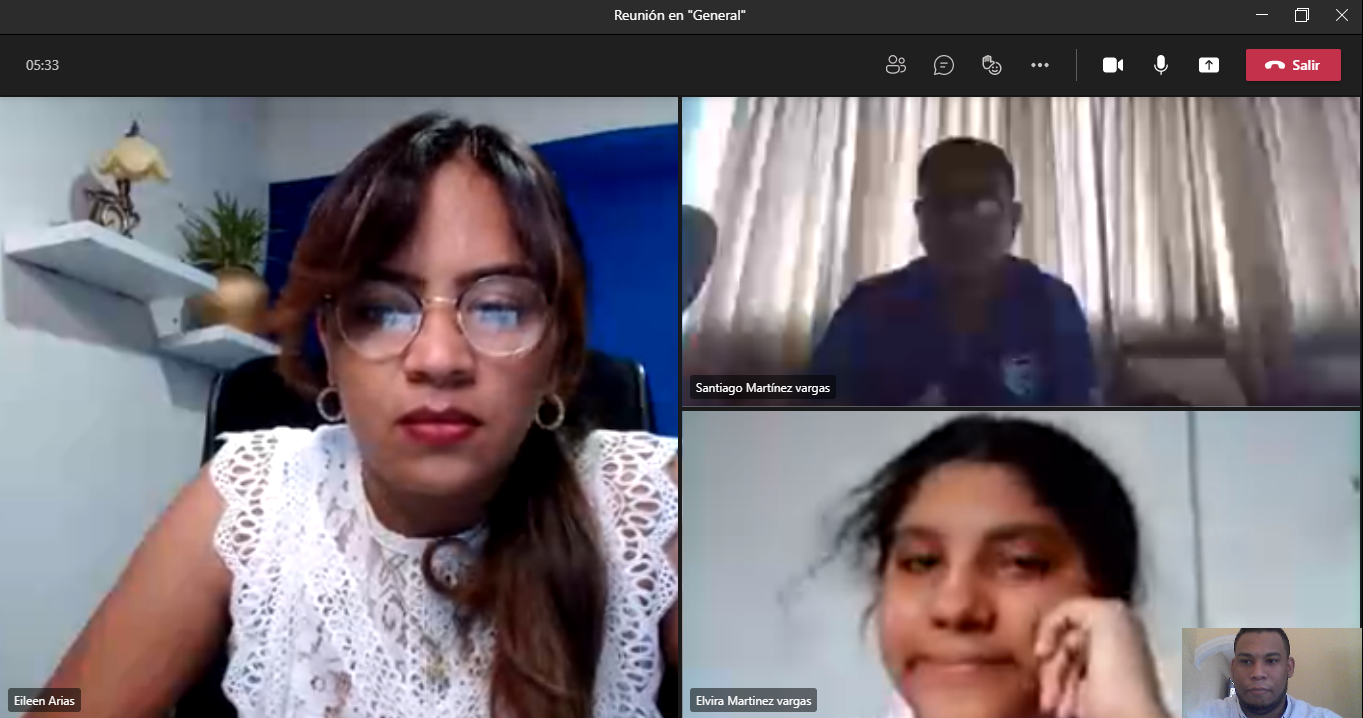 Reunión en "General"
05:33
Salir
Santiago Martínez vargas
Eileen Arias
Elvira Martinez vargas